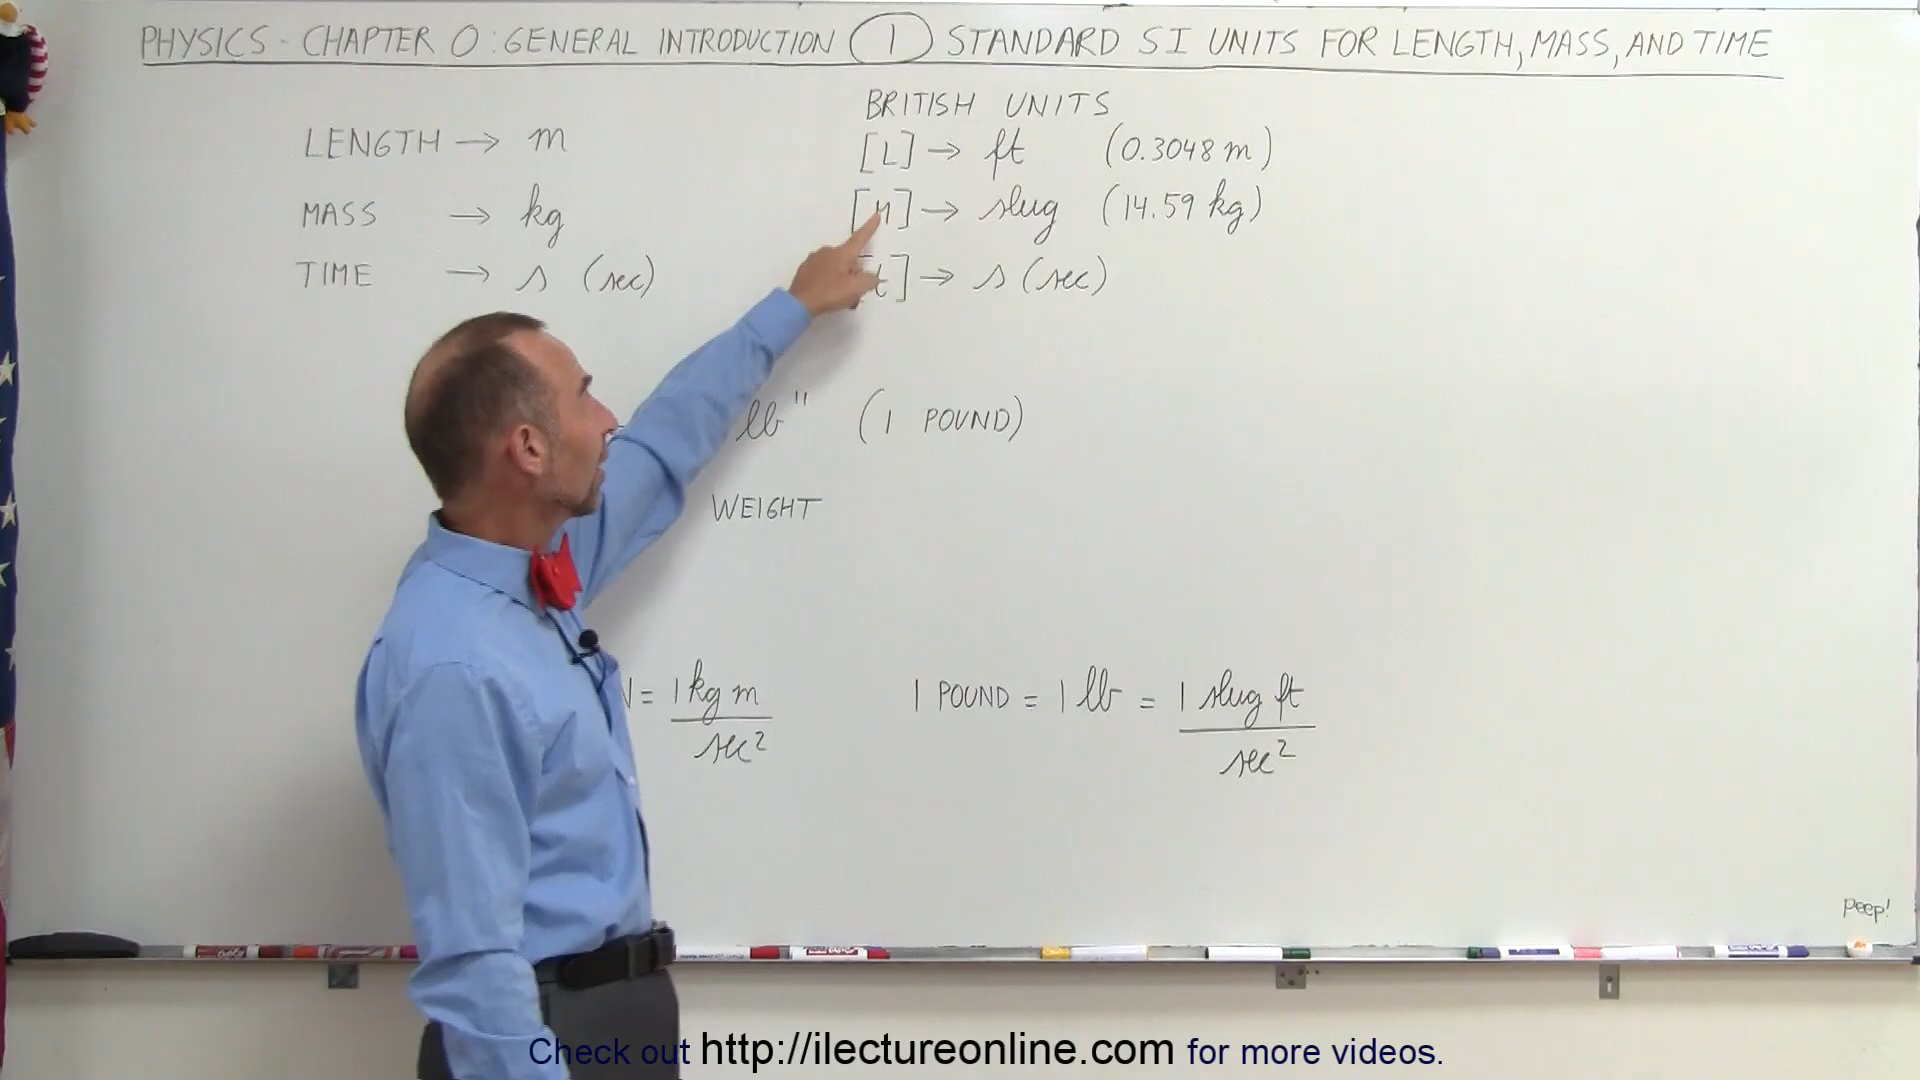 PHYSICS - CHAPTER 0: GENERAL INTRODUCTION 1 STANDARD SI UNITS FOR LENGTH, MASS, AND TIME
BRITISH UNITS
LENGTH → m
[L] → ft (0.3048 m)
MASS → kg
[M] → slug (14.59 kg)
TIME → s (sec)
[t] → s (sec)
lb" (1 POUND)
WEIGHT
N = 1 kg m / sec²
1 POUND = 1 lb = 1 slug ft / sec²
peep!
Check out http://ilectureonline.com for more videos.